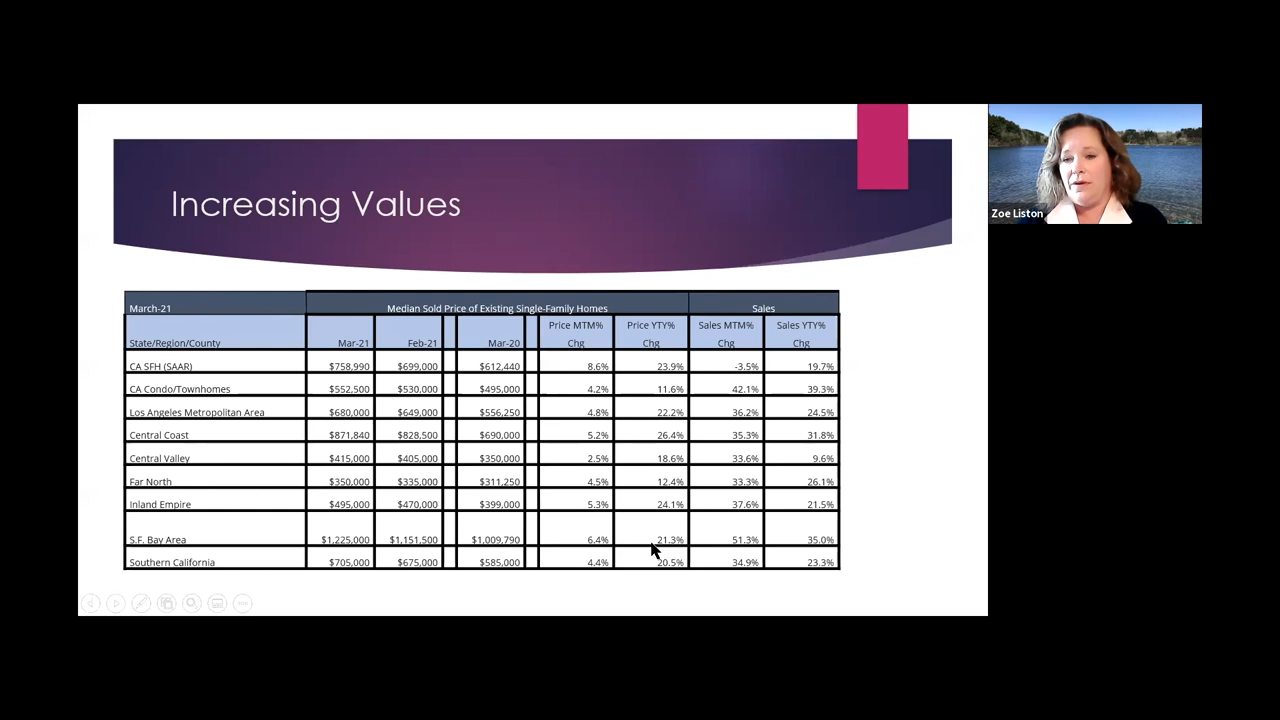 Increasing Values
Zoe Liston
March-21 Median Sold Price of Existing Single-Family Homes Sales
Price MTM% Price YTY% Sales MTM% Sales YTY%
State/Region/County Mar-21 Feb-21 Mar-20 Chg Chg Chg Chg
CA SFH (SAAR) $758,990 $699,000 $612,440 8.6% 23.9% -3.5% 19.7%
CA Condo/Townhomes $552,500 $530,000 $495,000 4.2% 11.6% 42.1% 39.3%
Los Angeles Metropolitan Area $680,000 $649,000 $556,250 4.8% 22.2% 36.2% 24.5%
Central Coast $871,840 $828,500 $690,000 5.2% 26.4% 35.3% 31.8%
Central Valley $415,000 $405,000 $350,000 2.5% 18.6% 33.6% 9.6%
Far North $350,000 $335,000 $311,250 4.5% 12.4% 33.3% 26.1%
Inland Empire $495,000 $470,000 $399,000 5.3% 24.1% 37.6% 21.5%
S.F. Bay Area $1,225,000 $1,151,500 $1,009,790 6.4% 21.3% 51.3% 35.0%
Southern California $705,000 $675,000 $585,000 4.4% 20.5% 34.9% 23.3%